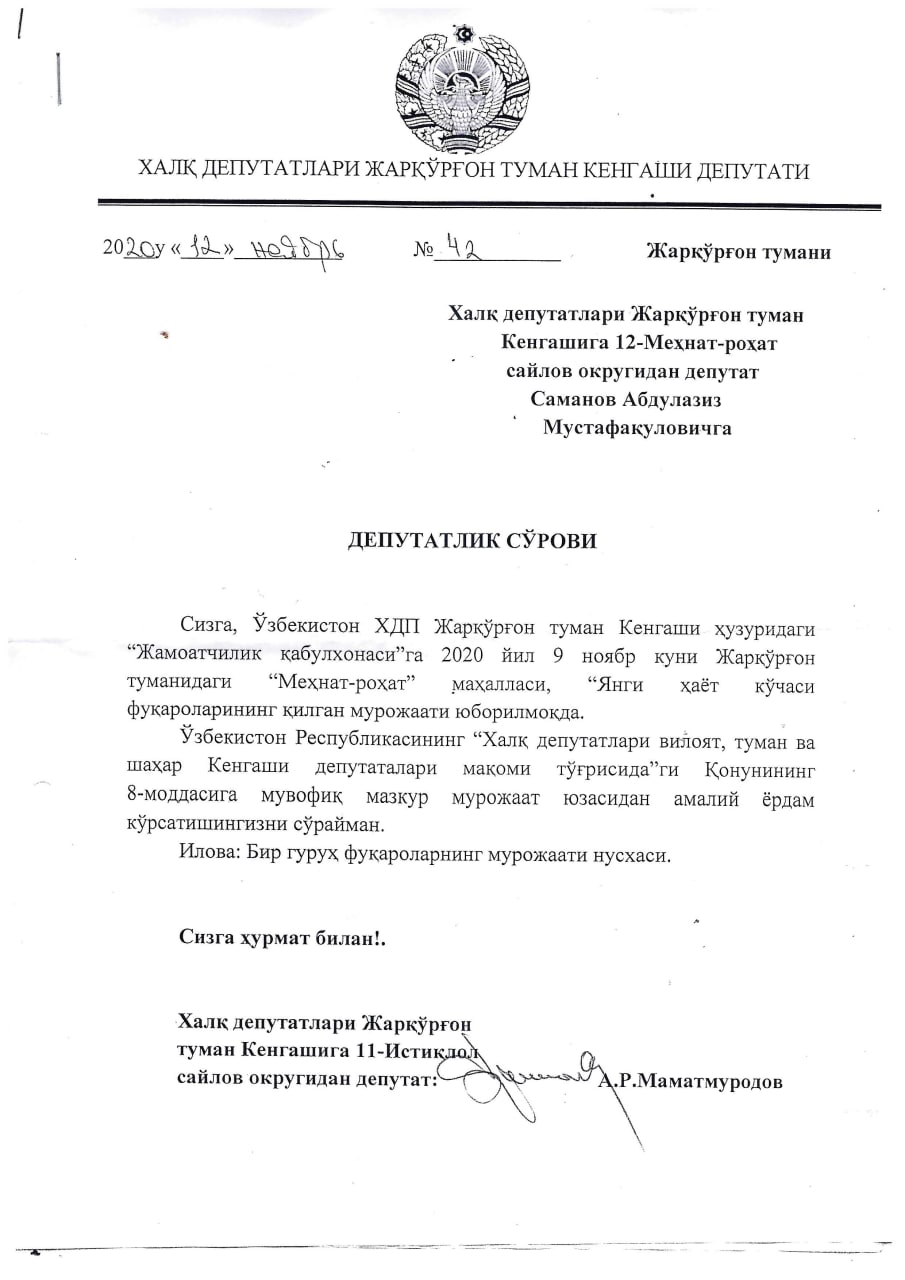 ХАЛҚ ДЕПУТАТЛАРИ ЖАРҚЎРҒОН ТУМАН КЕНГАШИ ДЕПУТАТИ
2020у «12» ноябрь №42 Жарқўрғон тумани
Халқ депутатлари Жарқўрғон туман
Кенгашига 12-Меҳнат-роҳат
сайлов округидан депутат
Саманов Абдулазиз
Мустафақуловичга
ДЕПУТАТЛИК СЎРОВИ
Сизга, Ўзбекистон ХДП Жарқўрғон туман Кенгаши ҳузуридаги
“Жамоатчилик қабулхонаси”га 2020 йил 9 ноябр куни Жарқўрғон
туманидаги “Меҳнат-роҳат” маҳалласи, “Янги ҳаёт кўчаси
фуқароларининг қилган мурожаати юборилмоқда.
Ўзбекистон Республикасининг “Халқ депутатлари вилоят, туман ва
шаҳар Кенгаши депутаталари мақоми тўғрисида”ги Қонунининг
8-моддасига мувофиқ мазкур мурожаат юзасидан амалий ёрдам
кўрсатишингизни сўрайман.
Илова: Бир гуруҳ фуқароларнинг мурожаати нусхаси.
Сизга ҳурмат билан!.
Халқ депутатлари Жарқўрғон
туман Кенгашига 11-Истиқлол
сайлов округидан депутат: А.Р.Маматмуродов